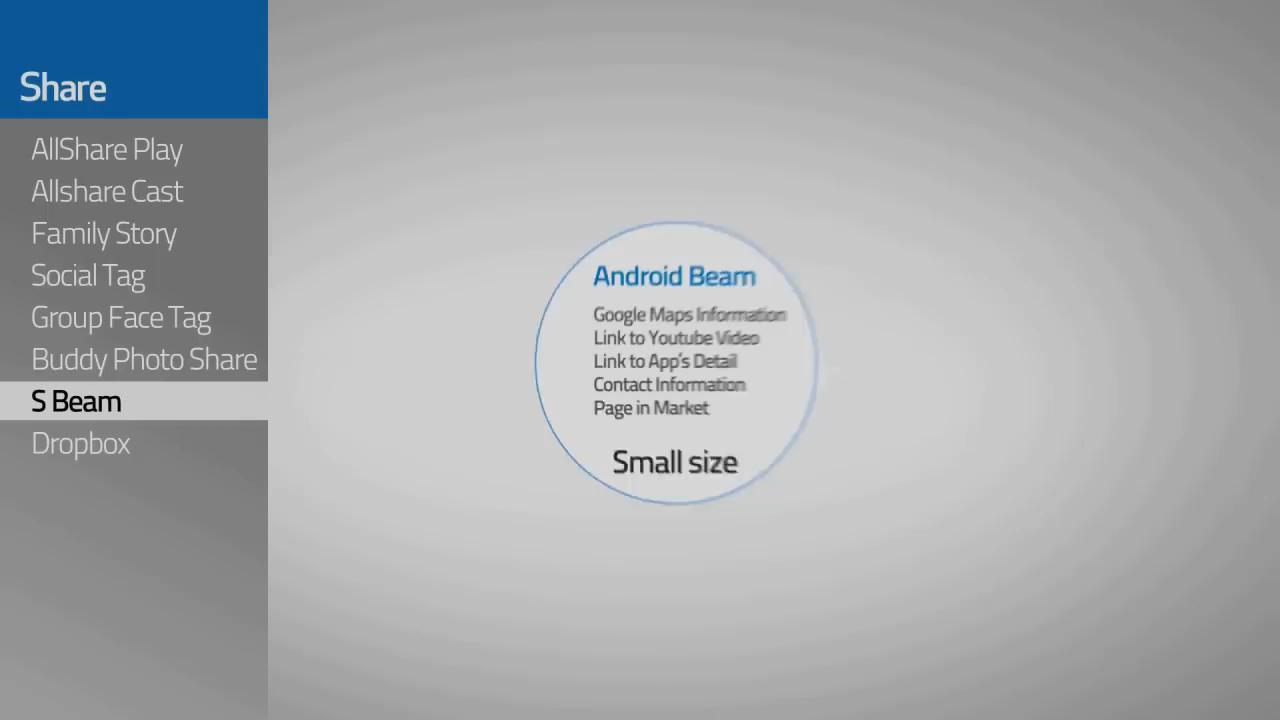 Share
AllShare Play
Allshare Cast
Family Story
Social Tag
Group Face Tag
Buddy Photo Share
S Beam
Dropbox
Android Beam
Google Maps Information
Link to Youtube Video
Link to App's Detail
Contact Information
Page in Market
Small size